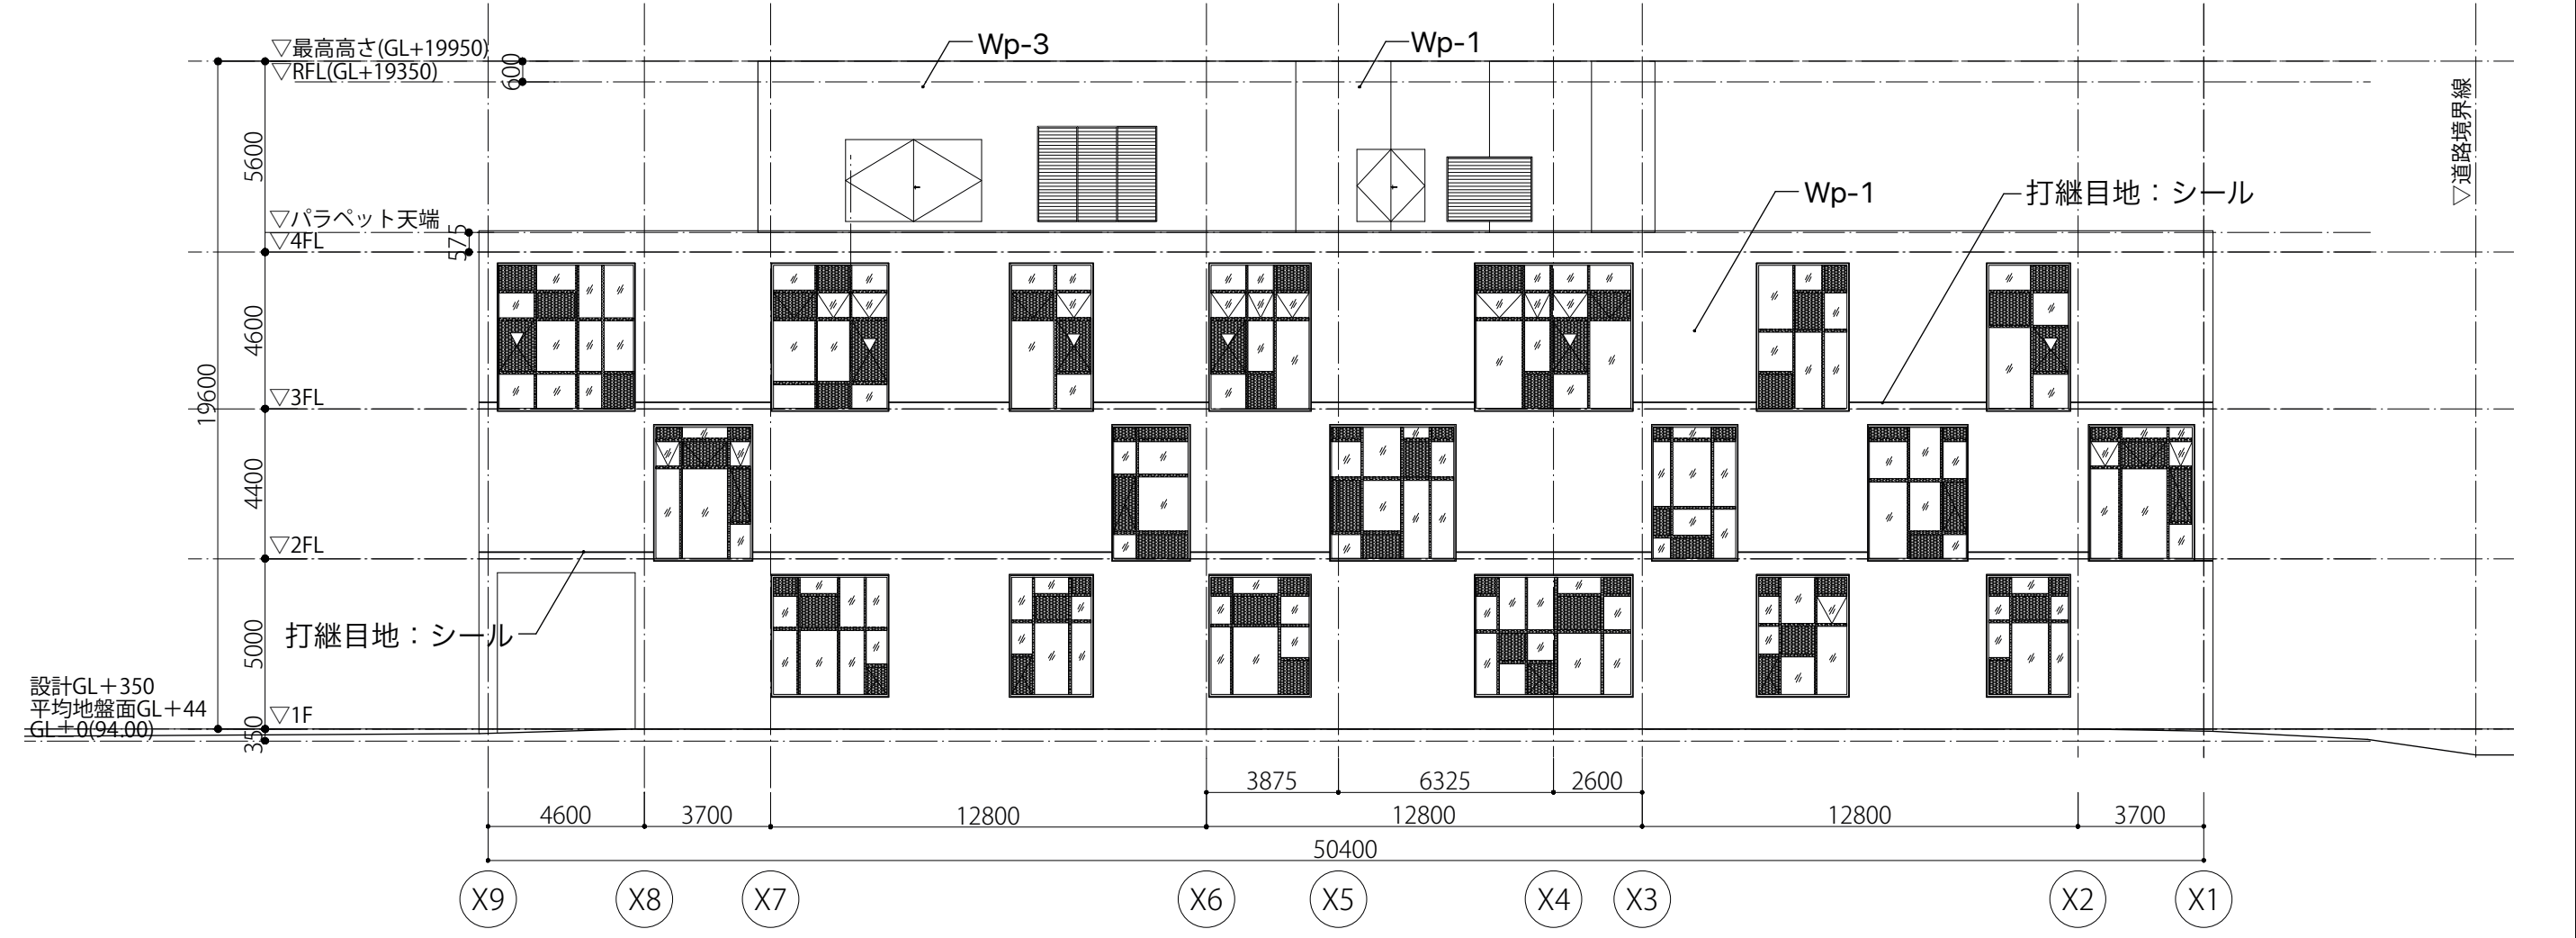 ▽最高高さ(GL+19950)
▽RFL(GL+19350)
600
Wp-3
Wp-1
▽道路境界線
5600
▽パラペット天端
▽4FL
575
Wp-1
打継目地：シール
4600
19600
▽3FL
4400
▽2FL
5000
打継目地：シール
設計GL＋350
平均地盤面GL＋44
GL±0(94.00)
▽1F
350
3875
6325
2600
4600
3700
12800
12800
12800
3700
50400
X9
X8
X7
X6
X5
X4
X3
X2
X1